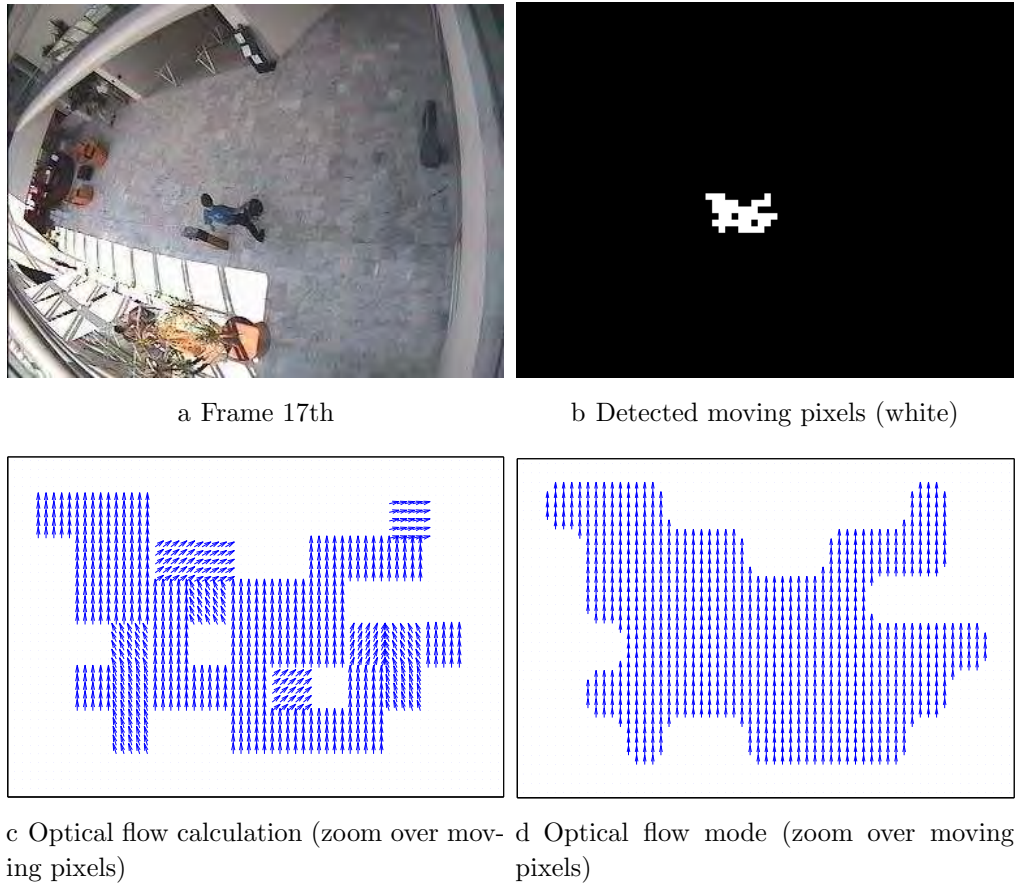 a Frame 17th
b Detected moving pixels (white)
c Optical flow calculation (zoom over mov-
ing pixels)
d Optical flow mode (zoom over moving
pixels)